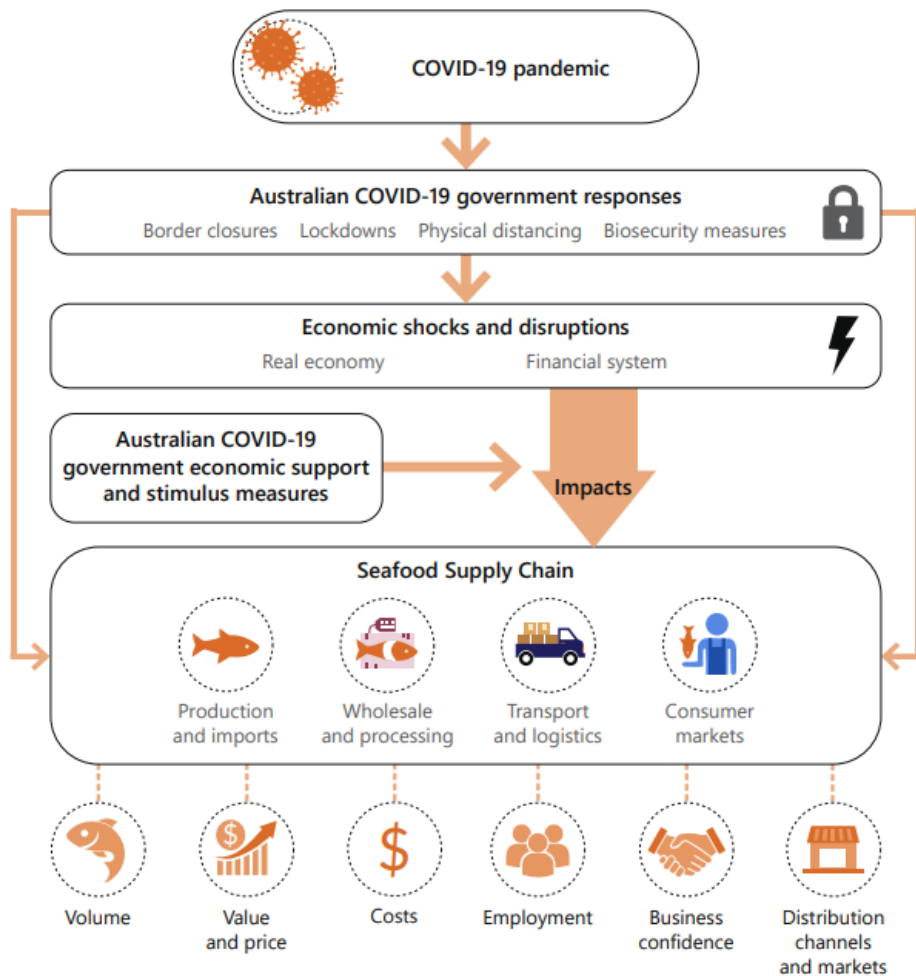 COVID-19 pandemic
Australian COVID-19 government responses
Border closures Lockdowns Physical distancing Biosecurity measures
Economic shocks and disruptions
Real economy Financial system
Australian COVID-19
government economic support
and stimulus measures
Impacts
Seafood Supply Chain
Production
and imports
Wholesale
and processing
Transport
and logistics
Consumer
markets
$
$
Volume
Value
and price
Costs
Employment
Business
confidence
Distribution
channels
and markets